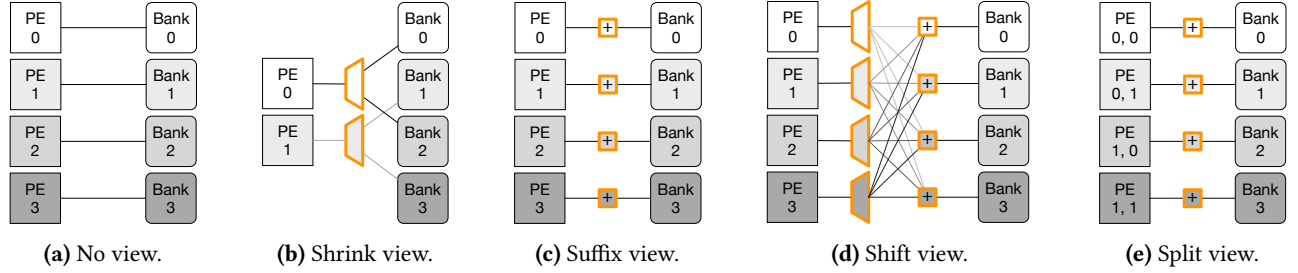 PE 0
Bank 0
PE 1
Bank 1
PE 2
Bank 2
PE 3
Bank 3
(a) No view.
PE 0
PE 1
Bank 0
Bank 1
Bank 2
Bank 3
(b) Shrink view.
PE 0
+
Bank 0
PE 1
+
Bank 1
PE 2
+
Bank 2
PE 3
+
Bank 3
(c) Suffix view.
PE 0
+
Bank 0
PE 1
+
Bank 1
PE 2
+
Bank 2
PE 3
+
Bank 3
(d) Shift view.
PE 0, 0
+
Bank 0
PE 0, 1
+
Bank 1
PE 1, 0
+
Bank 2
PE 1, 1
+
Bank 3
(e) Split view.